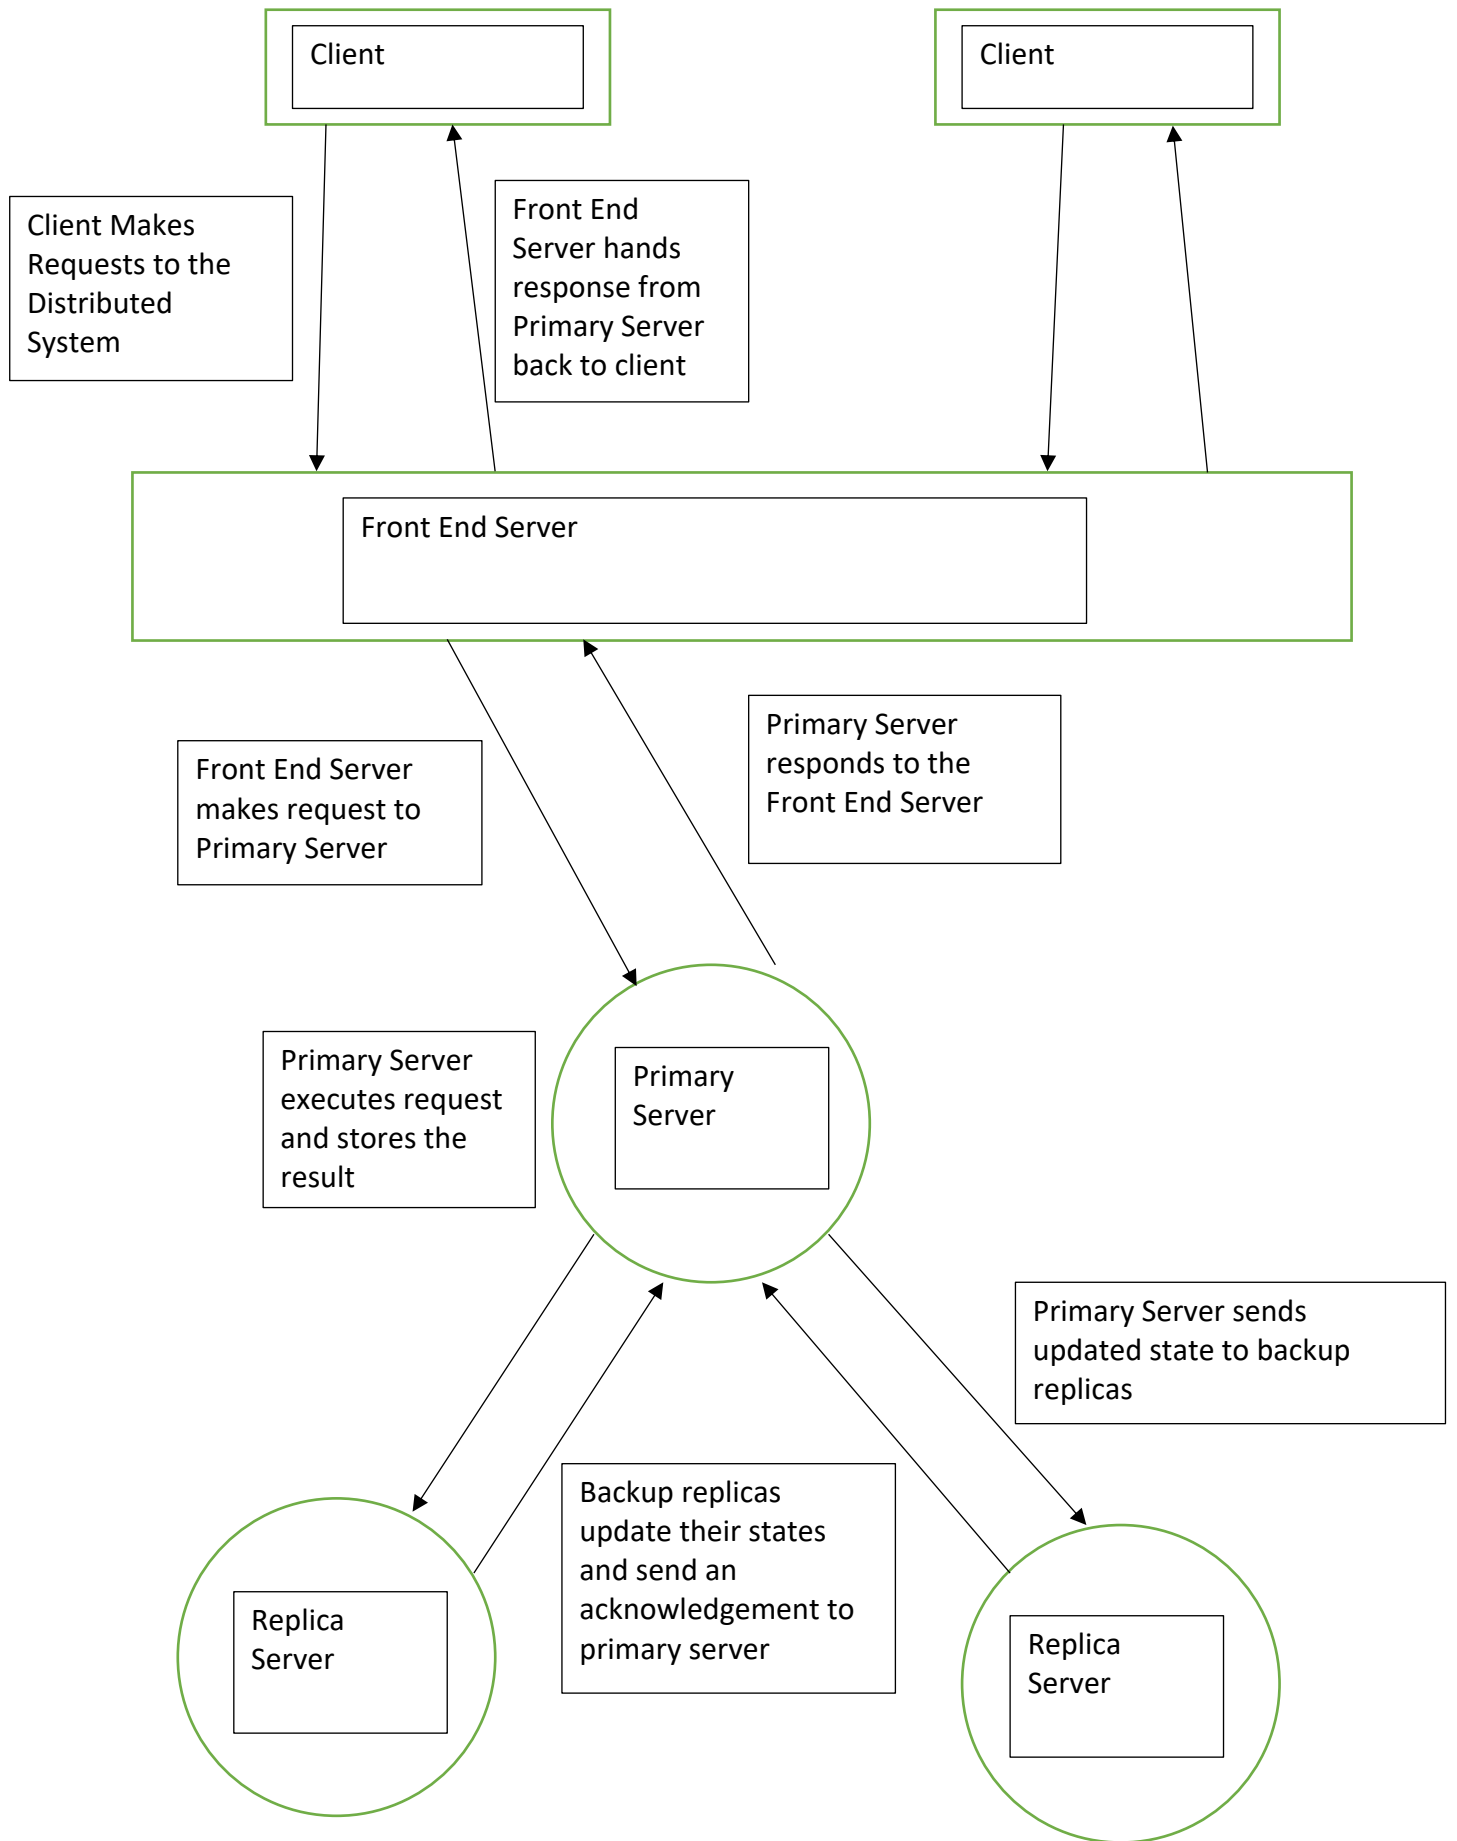 Client
Client
Client Makes
Requests to the
Distributed
System
Front End
Server hands
response from
Primary Server
back to client
Front End Server
Front End Server
makes request to
Primary Server
Primary Server
responds to the
Front End Server
Primary Server
executes request
and stores the
result
Primary
Server
Primary Server sends
updated state to backup
replicas
Backup replicas
update their states
and send an
acknowledgement to
primary server
Replica
Server
Replica
Server